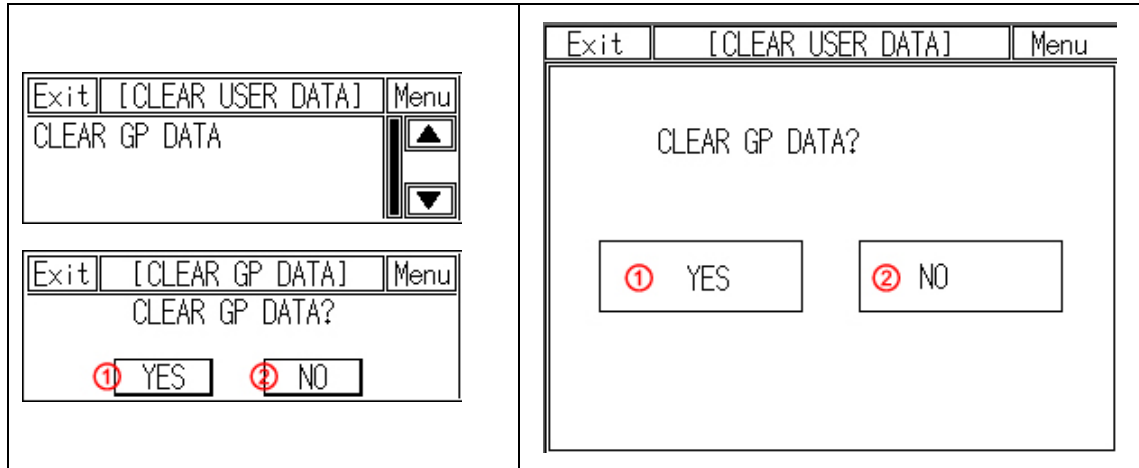 Exit [CLEAR USER DATA] Menu
CLEAR GP DATA
▲
▼
Exit [CLEAR GP DATA] Menu
CLEAR GP DATA?
① YES ② NO
Exit [CLEAR USER DATA] Menu
CLEAR GP DATA?
① YES ② NO